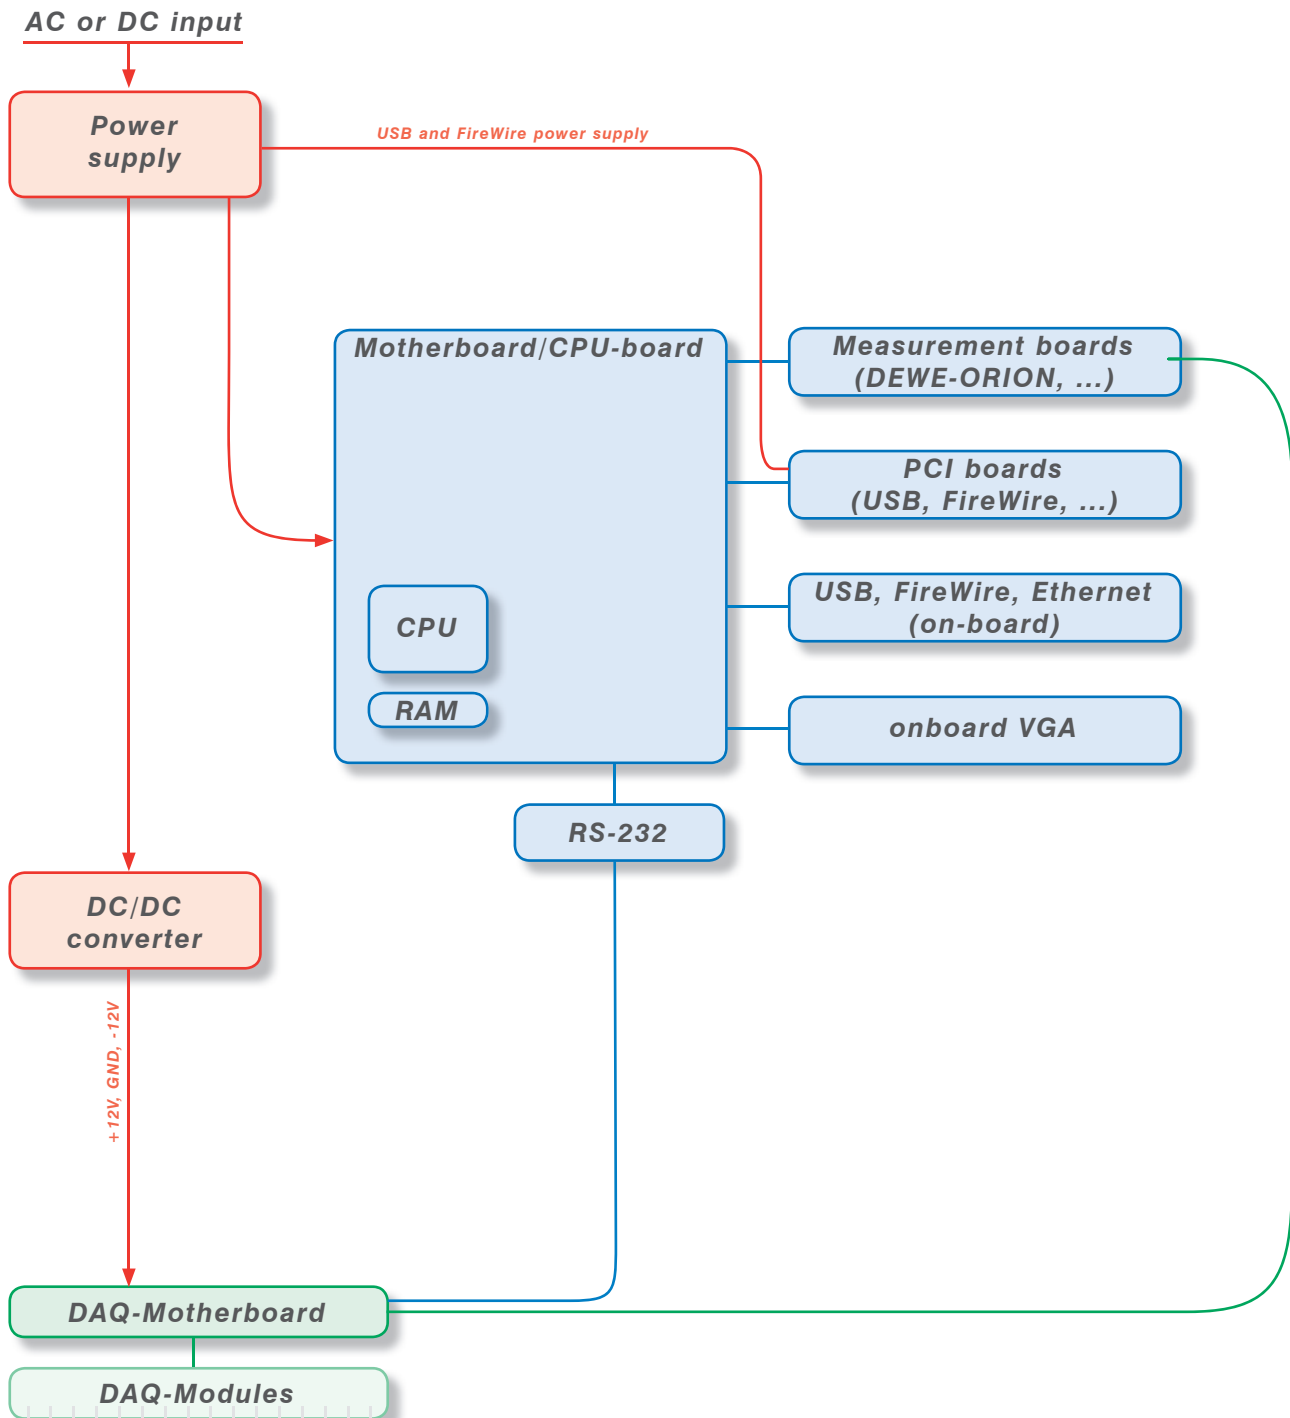 AC or DC input
Power
supply
USB and FireWire power supply
Motherboard/CPU-board
Measurement boards
(DEWE-ORION, ...)
PCI boards
(USB, FireWire, ...)
USB, FireWire, Ethernet
(on-board)
CPU
RAM
onboard VGA
RS-232
DC/DC
converter
+12V, GND, -12V
DAQ-Motherboard
DAQ-Modules